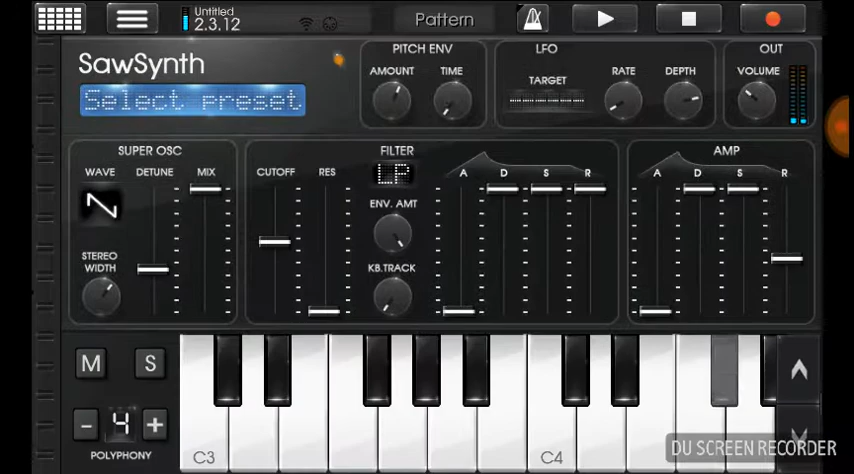 Untitled
2.3.12
Pattern
SawSynth
Select preset
PITCH ENV
AMOUNT TIME
LFO
TARGET
RATE DEPTH
OUT
VOLUME
SUPER OSC
WAVE DETUNE MIX
STEREO
WIDTH
FILTER
CUTOFF RES
LP
ENV. AMT
KB.TRACK
A D S R
AMP
A D S R
M S
- 4 +
POLYPHONY
C3
C4
DU SCREEN RECORDER